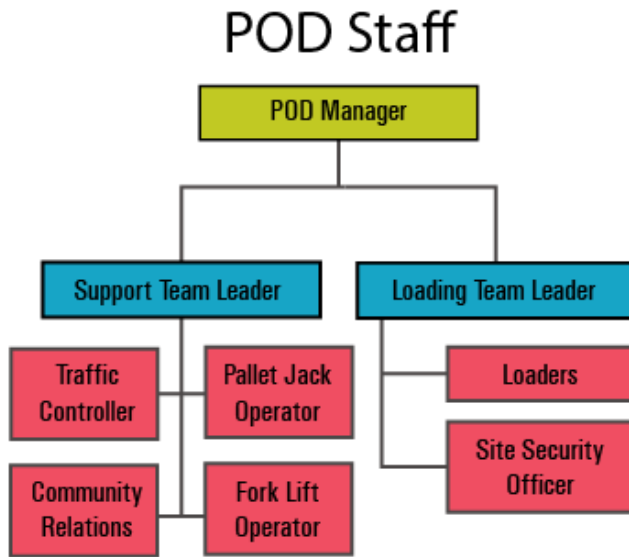 POD Staff
POD Manager
Support Team Leader
Loading Team Leader
Traffic
Controller
Pallet Jack
Operator
Loaders
Community
Relations
Fork Lift
Operator
Site Security
Officer